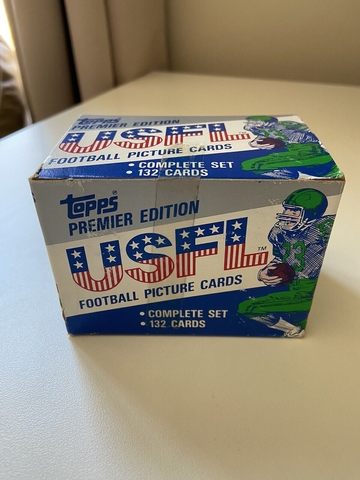 Topps
PREMIER EDITION
USFL
FOOTBALL PICTURE CARDS
• COMPLETE SET
• 132 CARDS
Topps®
PREMIER EDITION
USFL™
FOOTBALL PICTURE CARDS
• COMPLETE SET
• 132 CARDS